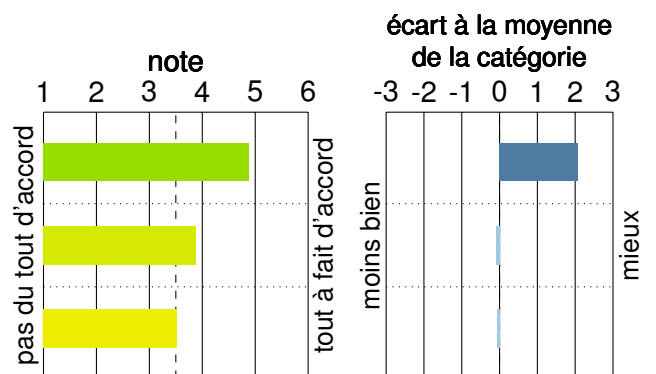 note
1 2 3 4 5 6
pas du tout d'accord
tout à fait d'accord
écart à la moyenne
de la catégorie
-3 -2 -1 0 1 2 3
moins bien
mieux